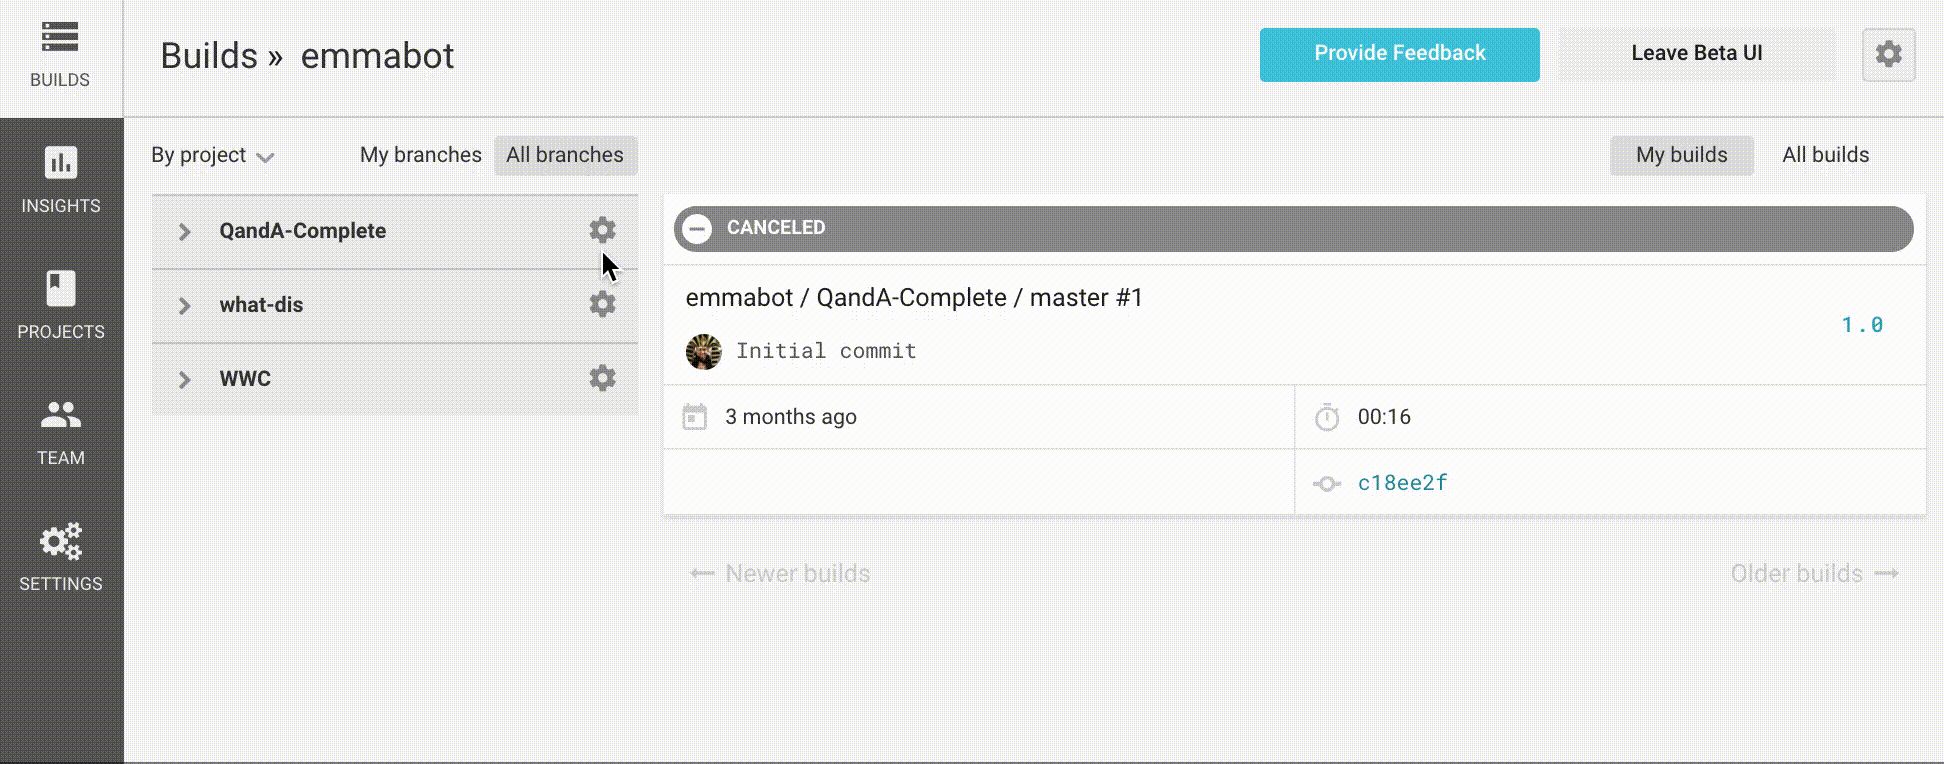 BUILDS
Builds » emmabot
Provide Feedback
Leave Beta UI
INSIGHTS
PROJECTS
TEAM
SETTINGS
By project
My branches
All branches
QandA-Complete
what-dis
WWC
My builds
All builds
CANCELED
emmabot / QandA-Complete / master #1
Initial commit
1.0
3 months ago
00:16
c18ee2f
← Newer builds
Older builds →